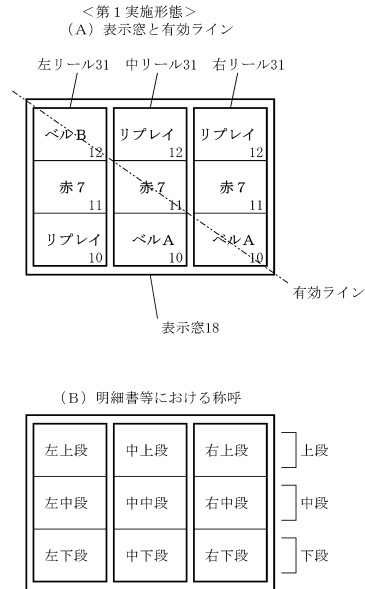 ＜第１実施形態＞
（A）表示窓と有効ライン
左リール31 中リール31 右リール31
ベルB リプレイ リプレイ
12 12 12
赤７ 赤７ 赤７
11 11 11
リプレイ ベルA ベルA
10 10 10
有効ライン
表示窓18
（B）明細書等における称呼
左上段 中上段 右上段 上段
左中段 中中段 右中段 中段
左下段 中下段 右下段 下段